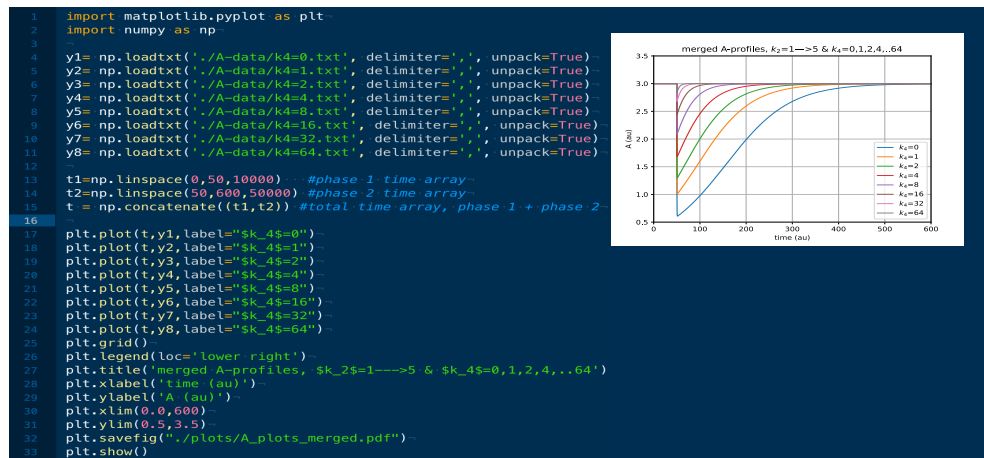 1 import matplotlib.pyplot as plt
2 import numpy as np
3
4 y1= np.loadtxt('./A-data/k4=0.txt', delimiter=',', unpack=True)
5 y2= np.loadtxt('./A-data/k4=1.txt', delimiter=',', unpack=True)
6 y3= np.loadtxt('./A-data/k4=2.txt', delimiter=',', unpack=True)
7 y4= np.loadtxt('./A-data/k4=4.txt', delimiter=',', unpack=True)
8 y5= np.loadtxt('./A-data/k4=8.txt', delimiter=',', unpack=True)
9 y6= np.loadtxt('./A-data/k4=16.txt', delimiter=',', unpack=True)
10 y7= np.loadtxt('./A-data/k4=32.txt', delimiter=',', unpack=True)
11 y8= np.loadtxt('./A-data/k4=64.txt', delimiter=',', unpack=True)
12
13 t1=np.linspace(0,50,10000) #phase 1 time array
14 t2=np.linspace(50,600,50000) #phase 2 time array
15 t = np.concatenate((t1,t2)) #total time array, phase 1 + phase 2
16
17 plt.plot(t,y1,label="$k_4$=0")
18 plt.plot(t,y2,label="$k_4$=1")
19 plt.plot(t,y3,label="$k_4$=2")
20 plt.plot(t,y4,label="$k_4$=4")
21 plt.plot(t,y5,label="$k_4$=8")
22 plt.plot(t,y6,label="$k_4$=16")
23 plt.plot(t,y7,label="$k_4$=32")
24 plt.plot(t,y8,label="$k_4$=64")
25 plt.grid()
26 plt.legend(loc='lower right')
27 plt.title('merged A-profiles, $k_2$=1--->5 & $k_4$=0,1,2,4,..64')
28 plt.xlabel('time (au)')
29 plt.ylabel('A (au)')
30 plt.xlim(0.0,600)
31 plt.ylim(0.5,3.5)
32 plt.savefig("./plots/A_plots_merged.pdf")
33 plt.show()
merged A-profiles, k₂=1—>5 & k₄=0,1,2,4,..64
3.5
3.0
2.5
2.0
1.5
1.0
0.5
A (au)
k₄=0
k₄=1
k₄=2
k₄=4
k₄=8
k₄=16
k₄=32
k₄=64
0 100 200 300 400 500 600
time (au)